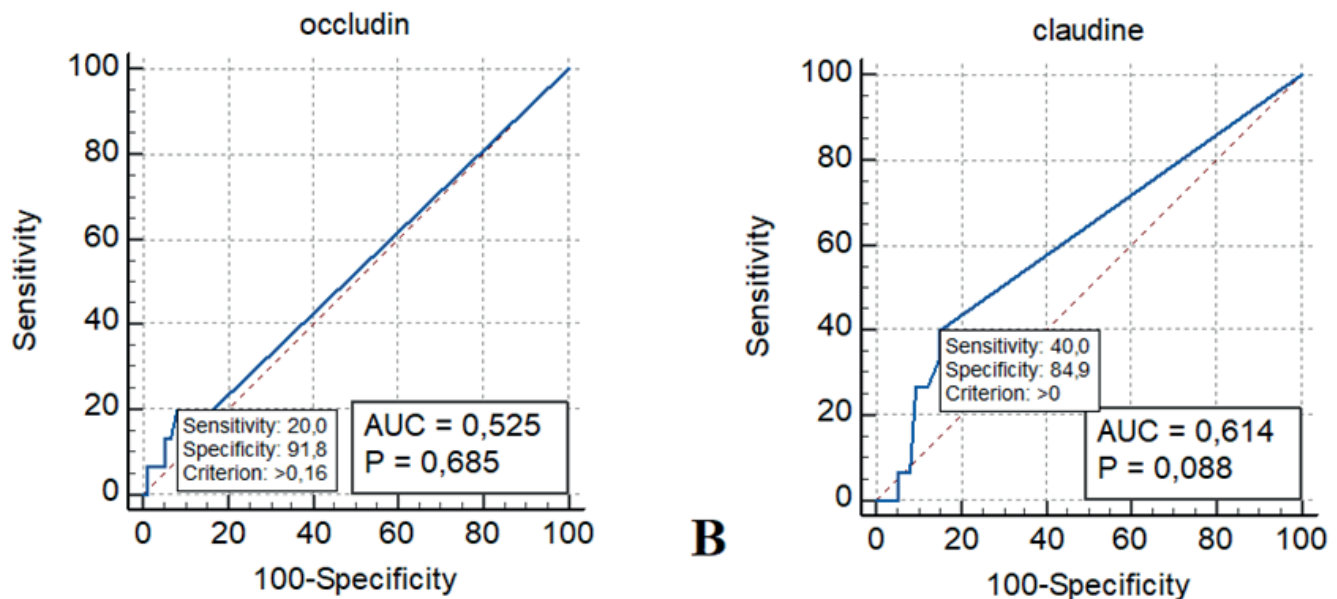 occludin
100
80
60
40
20
0
Sensitivity
Sensitivity: 20,0
Specificity: 91,8
Criterion: >0,16
AUC = 0,525
P = 0,685
0 20 40 60 80 100
100-Specificity
B
claudine
100
80
60
40
20
0
Sensitivity
Sensitivity: 40,0
Specificity: 84,9
Criterion: >0
AUC = 0,614
P = 0,088
0 20 40 60 80 100
100-Specificity